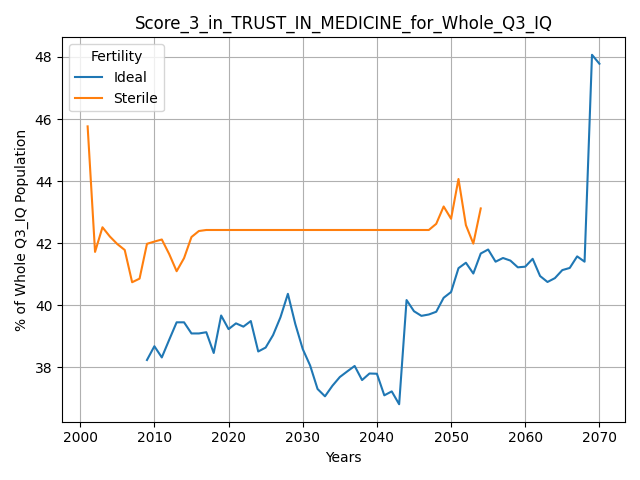 Score_3_in_TRUST_IN_MEDICINE_for_Whole_Q3_IQ
Fertility
Ideal
Sterile
% of Whole Q3_IQ Population
48
46
44
42
40
38
2000
2010
2020
2030
2040
2050
2060
2070
Years